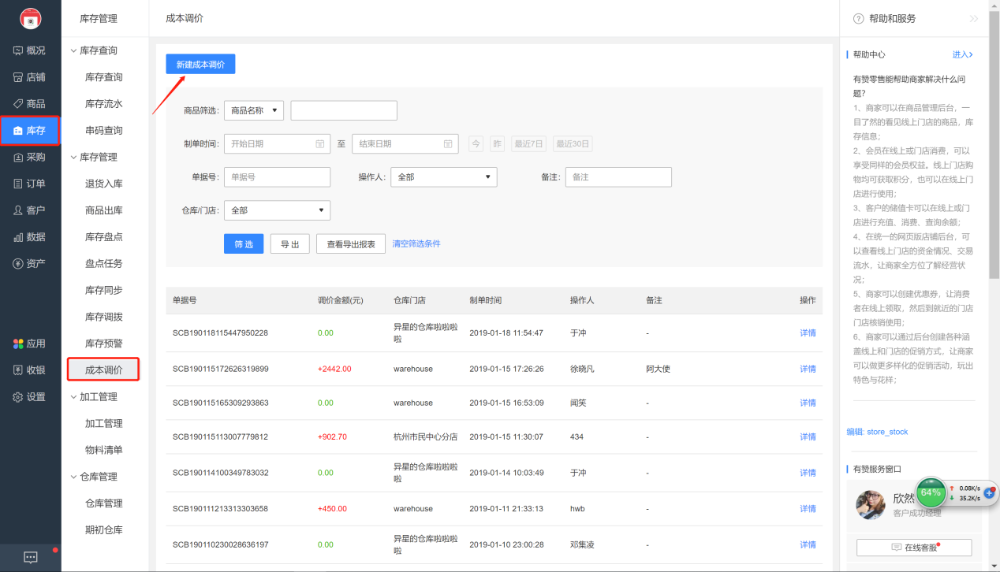 库存管理
成本调价
帮助和服务
概况
店铺
商品
库存
采购
订单
客户
数据
资产
应用
收银
设置
库存查询
库存查询
库存流水
串码查询
库存管理
退货入库
商品出库
库存盘点
盘点任务
库存同步
库存调拨
库存预警
成本调价
加工管理
加工管理
物料清单
仓库管理
仓库管理
期初仓库
新建成本调价
商品筛选: 商品名称
制单时间: 开始日期 至 结束日期 今 昨 最近7日 最近30日
单据号: 单据号 操作人: 全部 备注: 备注
仓库/门店: 全部
筛 选 导 出 查看导出报表 清空筛选条件
单据号 调价金额(元) 仓库门店 制单时间 操作人 备注 操作
SCB190118115447950228 0.00 异星的仓库啦啦啦 2019-01-18 11:54:47 于冲 - 详情
啦
SCB190115172626319899 +2442.00 warehouse 2019-01-15 17:26:26 徐晓凡 阿大使 详情
SCB190115165309293863 0.00 warehouse 2019-01-15 16:53:09 闻笑 - 详情
SCB190115113007779812 +902.70 杭州市民中心分店 2019-01-15 11:30:07 434 - 详情
SCB190114100349783032 0.00 异星的仓库啦啦啦 2019-01-14 10:03:49 于冲 - 详情
啦
SCB190111213313303658 +450.00 warehouse 2019-01-11 21:33:13 hwb - 详情
SCB190110230028636197 0.00 异星的仓库啦啦啦 2019-01-10 23:00:28 邓集凌 - 详情
啦
帮助中心 进入
有赞零售能帮助商家解决什么问
题?
1、商家可以在商品管理后台，一
目了然的看见线上门店的商品，库
存信息；
2、会员在线上或门店消费，可以
享受同样的会员权益。线上门店购
物均可获取积分，也可以在线上门
店进行使用；
3、客户的储值卡可以在线上或门
店进行充值、消费、查询余额；
4、在统一的网页版店铺后台，可
以查看线上门店的资金情况、交易
流水，让商家全方位了解经营状
况；
5、商家可以创建优惠券，让消费
者在线上领取，然后到就近的门店
门店核销使用；
6、商家可以通过后台创建各种涵
盖线上和门店的促销方式，让商家
可以做更多样化的促销活动，玩出
特色与花样；
编辑: store_stock
有赞服务窗口
欣然
客户成功经理
64%
0.08K/s
35.2K/s
在线客服